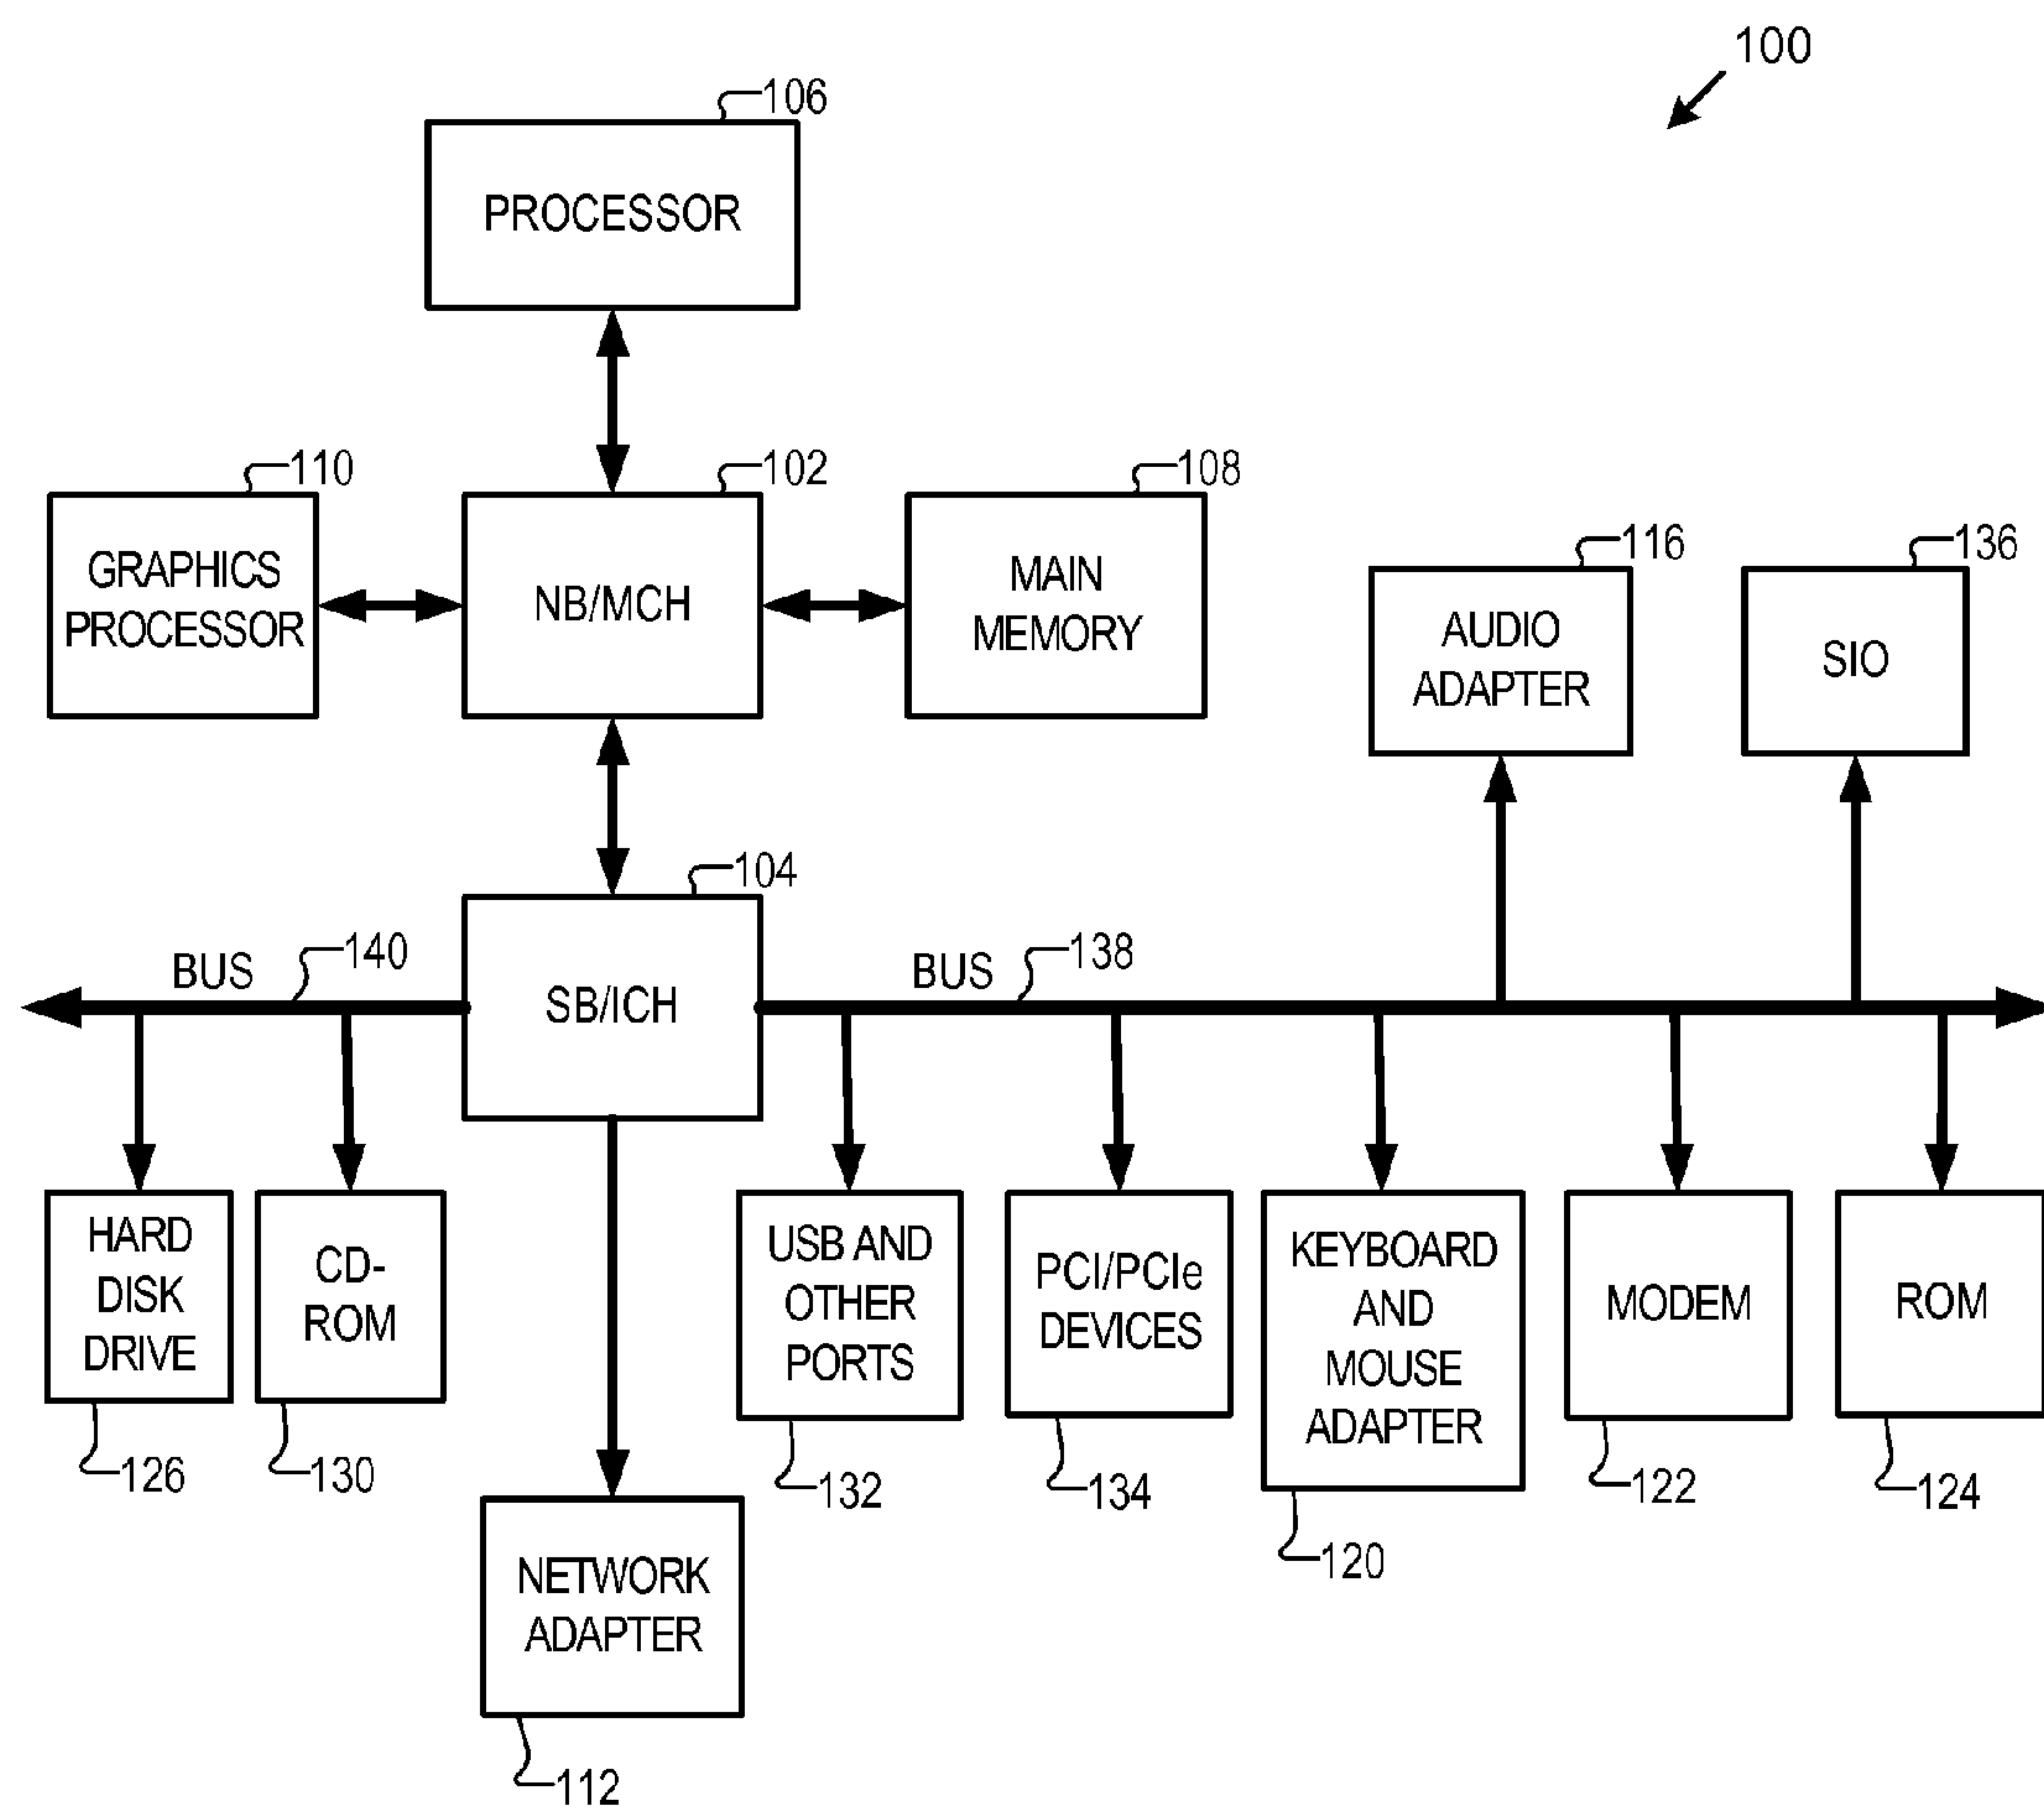 100
106
PROCESSOR
110
102
108
GRAPHICS
PROCESSOR
NB/MCH
MAIN
MEMORY
116
136
AUDIO
ADAPTER
SIO
104
BUS
140
SB/ICH
BUS
138
HARD
DISK
DRIVE
CD-
ROM
USB AND
OTHER
PORTS
PCI/PCIe
DEVICES
KEYBOARD
AND
MOUSE
ADAPTER
MODEM
ROM
126
130
132
134
120
122
124
NETWORK
ADAPTER
112